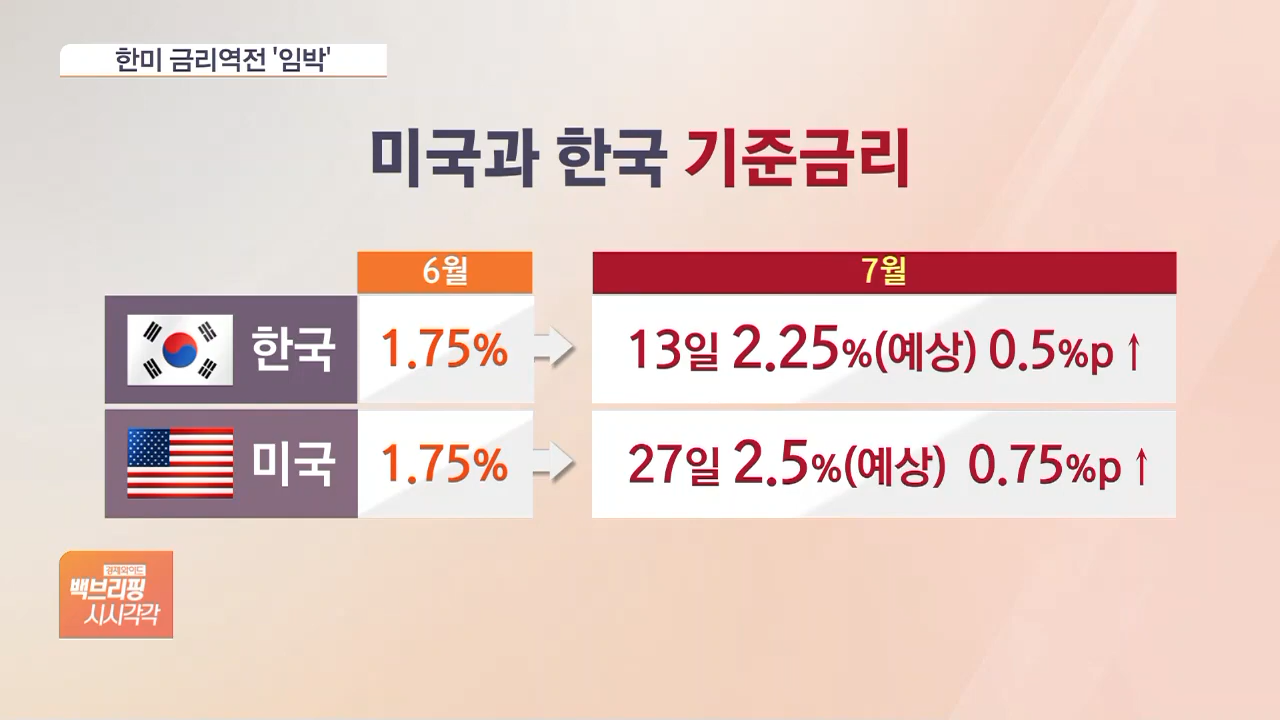 한미 금리역전 '임박'
미국과 한국 기준금리
6월 7월
한국 1.75% 13일 2.25%(예상) 0.5%p↑
미국 1.75% 27일 2.5%(예상) 0.75%p↑
경제와이드
백브리핑
시시각각